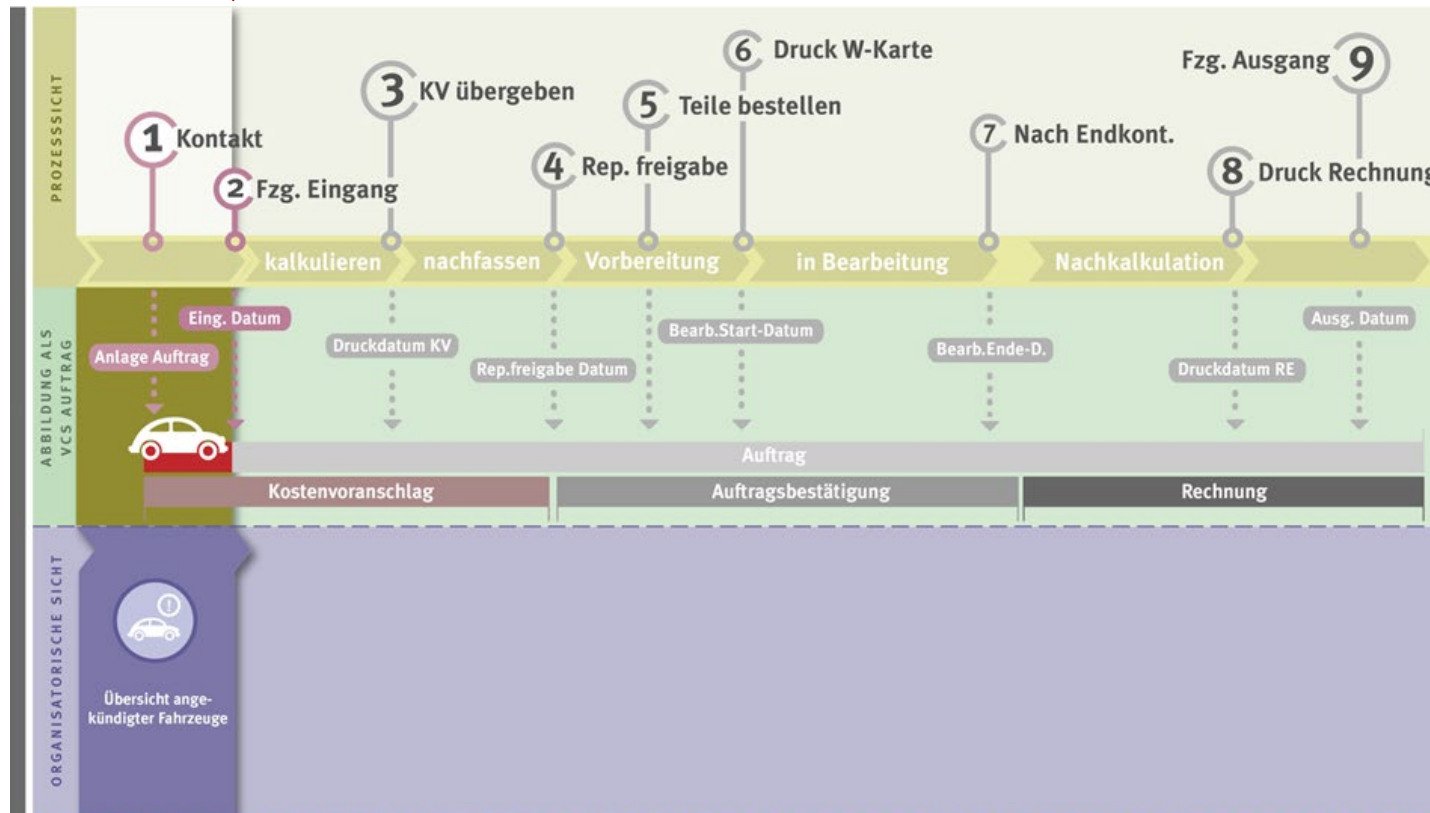 PROZESSSICHT
1 Kontakt
2 Fzg. Eingang
3 KV übergeben
4 Rep. freigabe
5 Teile bestellen
6 Druck W-Karte
7 Nach Endkont.
8 Druck Rechnung
Fzg. Ausgang 9
kalkulieren
nachfassen
Vorbereitung
in Bearbeitung
Nachkalkulation
ABBILDUNG ALS
VCS AUFTRAG
Anlage Auftrag
Eing. Datum
Druckdatum KV
Rep.freigabe Datum
Bearb.Start-Datum
Bearb.Ende-D.
Druckdatum RE
Ausg. Datum
Auftrag
Kostenvoranschlag
Auftragsbestätigung
Rechnung
ORGANISATORISCHE SICHT
!
Übersicht ange-
kündigter Fahrzeuge